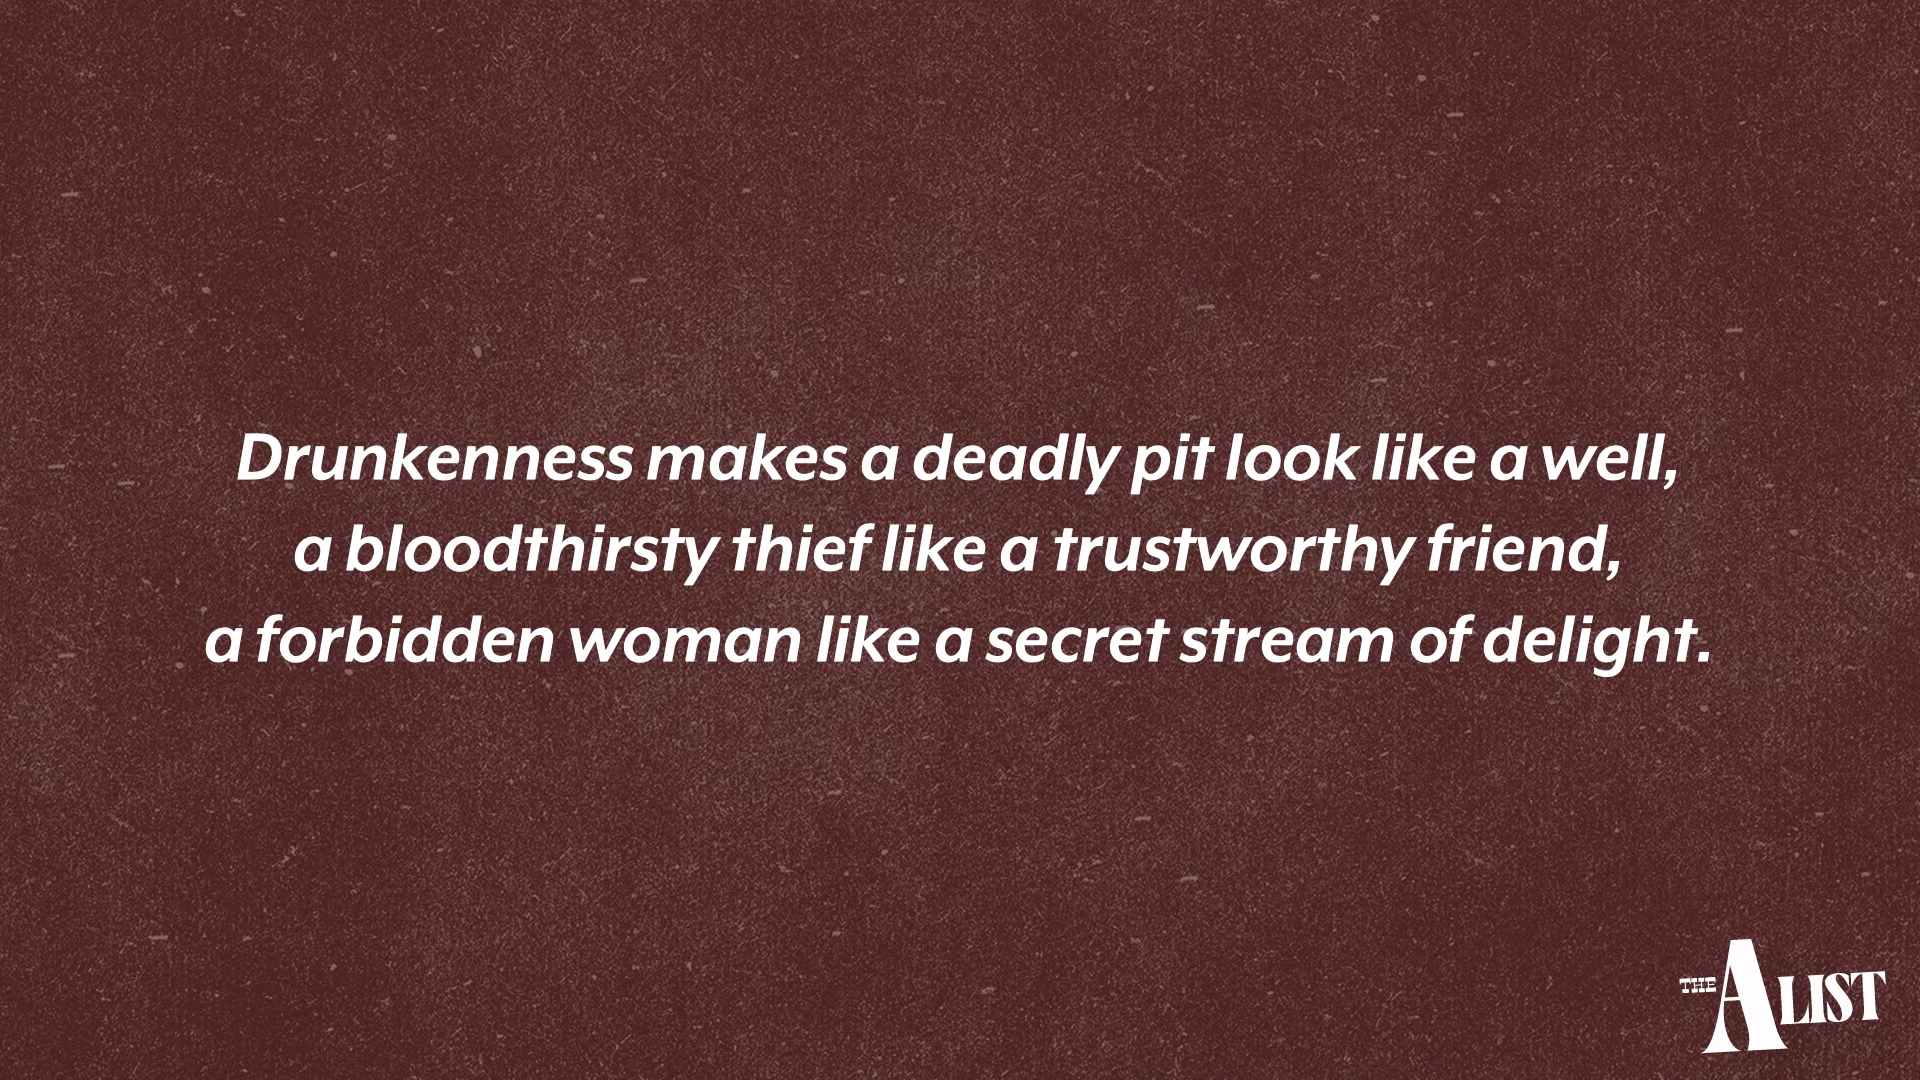 Drunkenness makes a deadly pit look like a well,
a bloodthirsty thief like a trustworthy friend,
a forbidden woman like a secret stream of delight.
THE A LIST